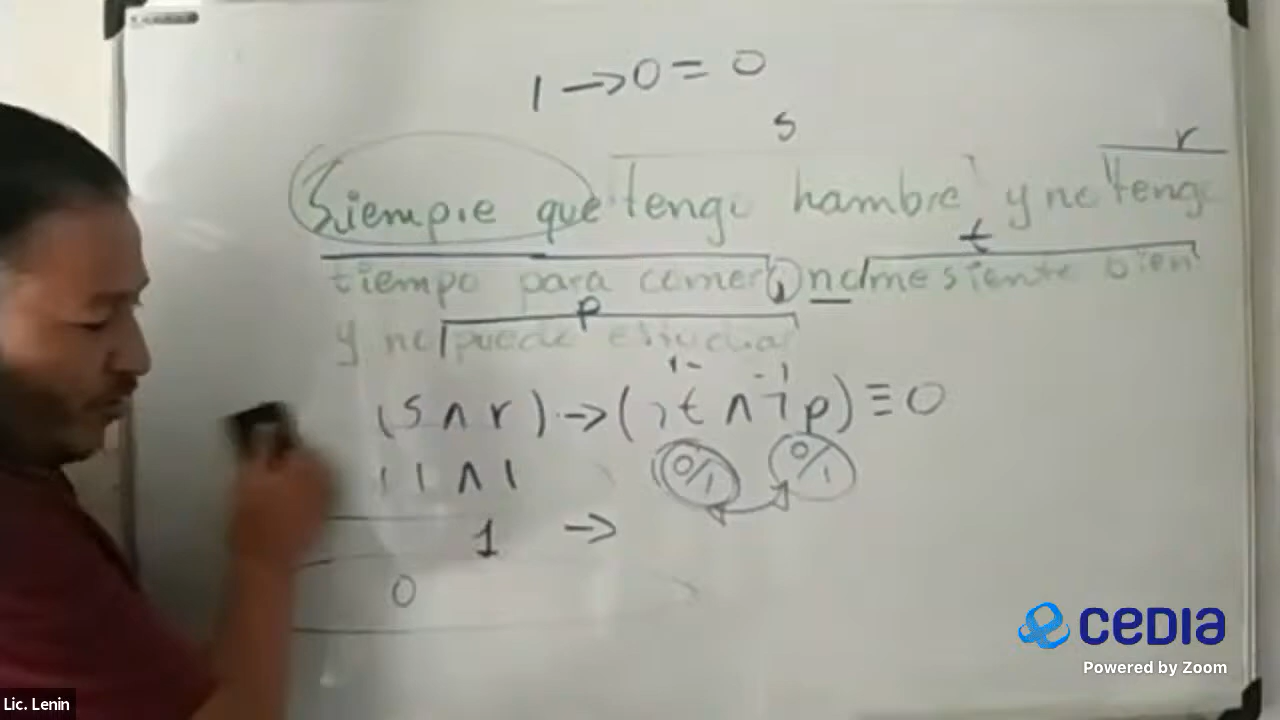 1 → 0 = 0
s
r
Siempre que tengo hambre y no tengo
t
tiempo para comer, no me siento bien
p
y no puedo estudiar
(s ∧ r) → (¬t ∧ ¬p) ≡ 0
1 1 ∧ 1 0/1 0/1
1 →
0
CEDIA
Powered by Zoom
Lic. Lenin